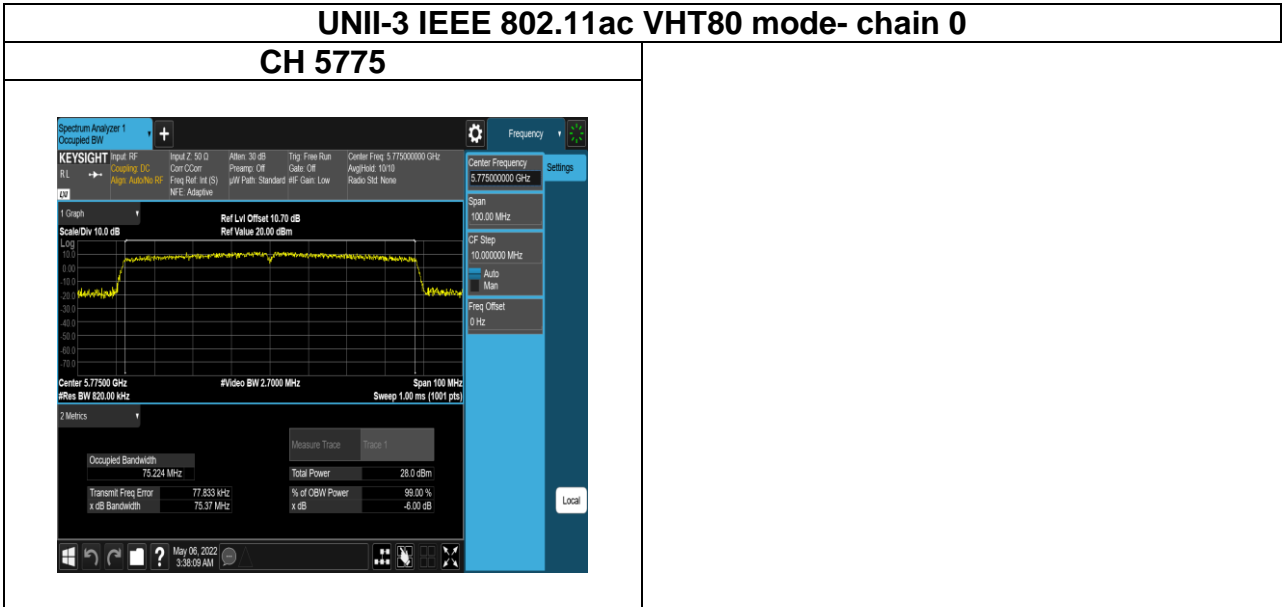 UNII-3 IEEE 802.11ac VHT80 mode- chain 0
CH 5775
Spectrum Analyzer 1
Occupied BW
Frequency
KEYSIGHT
Input: RF
Coupling: DC
Align: Auto/No RF
Input Z: 50 Ω
Corr CCorr
Freq Ref: Int (S)
NFE: Adaptive
Atten: 30 dB
Preamp: Off
µW Path: Standard
Trig: Free Run
Gate: Off
#IF Gain: Low
Center Freq: 5.775000000 GHz
Avg|Hold: 10/10
Radio Std: None
RL
LXI
Center Frequency
5.775000000 GHz
Settings
Span
100.00 MHz
CF Step
10.000000 MHz
Auto
Man
Freq Offset
0 Hz
Local
1 Graph
Scale/Div 10.0 dB
Ref Lvl Offset 10.70 dB
Ref Value 20.00 dBm
Log
10.0
0.00
-10.0
-20.0
-30.0
-40.0
-50.0
-60.0
-70.0
Center 5.77500 GHz
#Res BW 820.00 kHz
#Video BW 2.7000 MHz
Span 100 MHz
Sweep 1.00 ms (1001 pts)
2 Metrics
Measure Trace
Trace 1
Occupied Bandwidth
75.224 MHz
Total Power 28.0 dBm
Transmit Freq Error 77.833 kHz
% of OBW Power 99.00 %
x dB Bandwidth 75.37 MHz
x dB -6.00 dB
?
May 06, 2022
3:38:09 AM